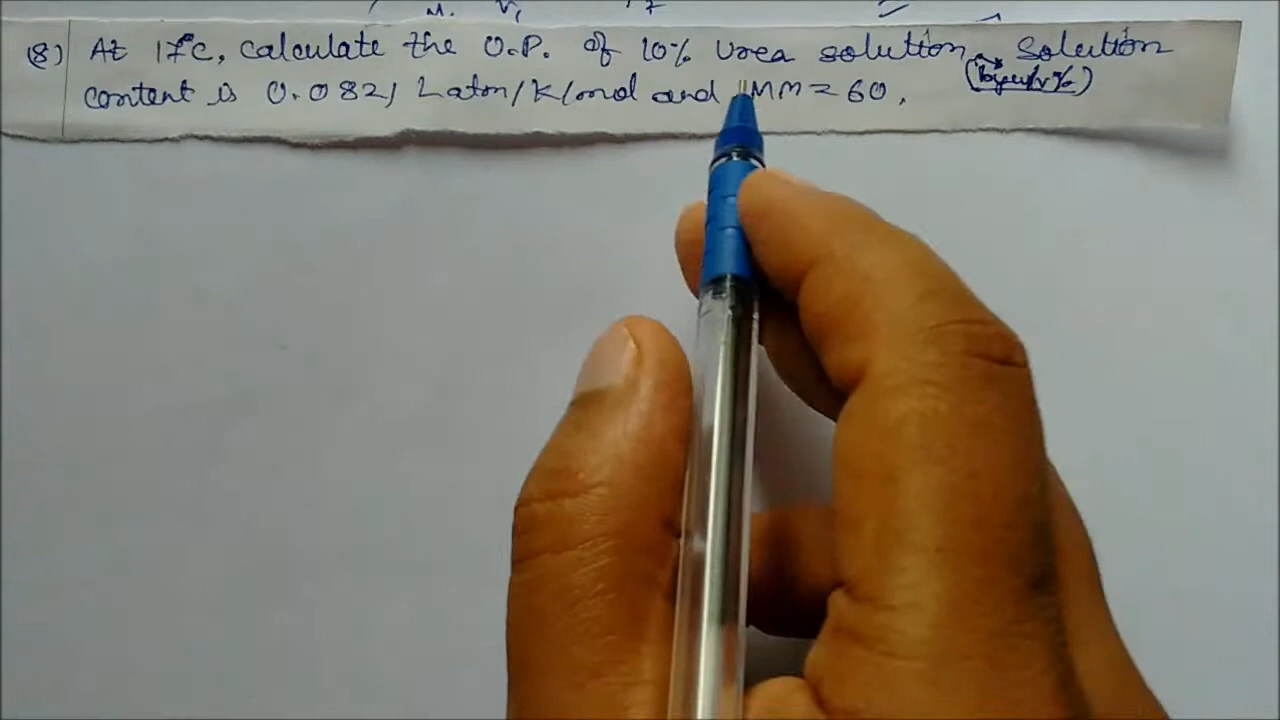 (8) At 17°C, calculate the O.P. of 10% Urea solution, Solution
(by w/v%)
content is 0.0821 Latm/K/mol and MM = 60.